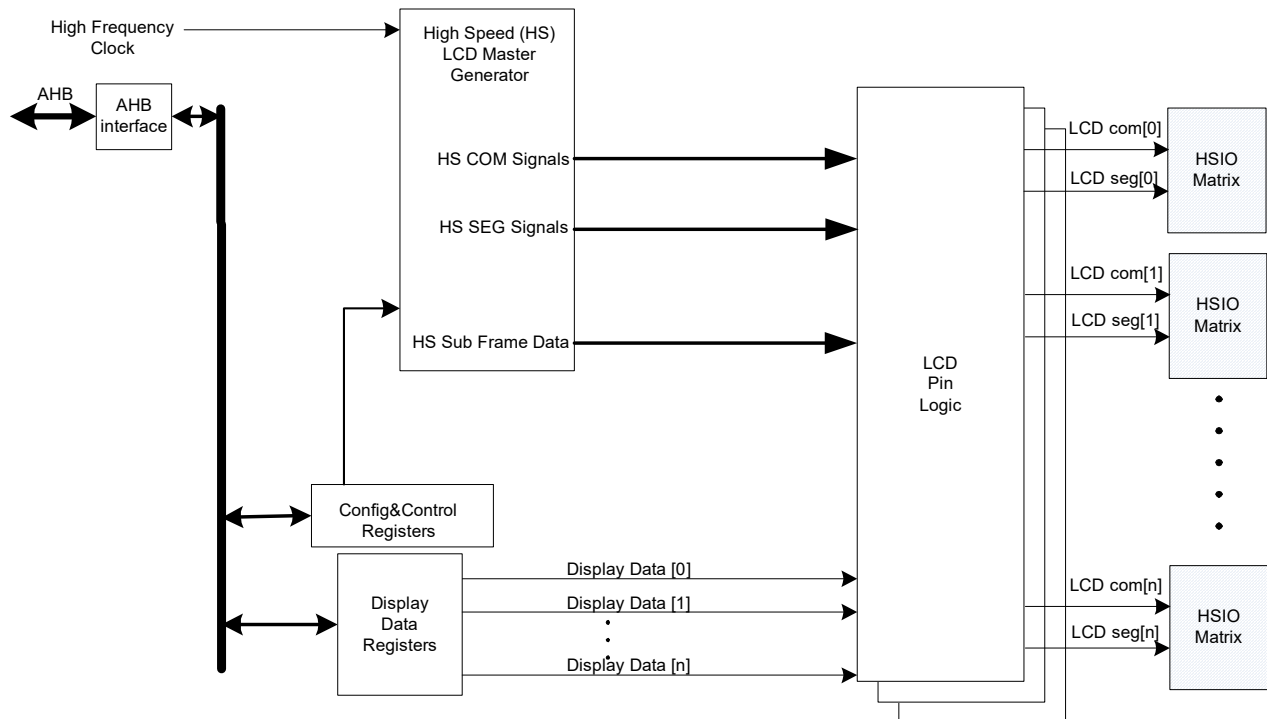 High Frequency
Clock
AHB
AHB
interface
High Speed (HS)
LCD Master
Generator
HS COM Signals
HS SEG Signals
HS Sub Frame Data
Config&Control
Registers
Display
Data
Registers
Display Data [0]
Display Data [1]
Display Data [n]
LCD
Pin
Logic
LCD com[0]
LCD seg[0]
HSIO
Matrix
LCD com[1]
LCD seg[1]
HSIO
Matrix
LCD com[n]
LCD seg[n]
HSIO
Matrix